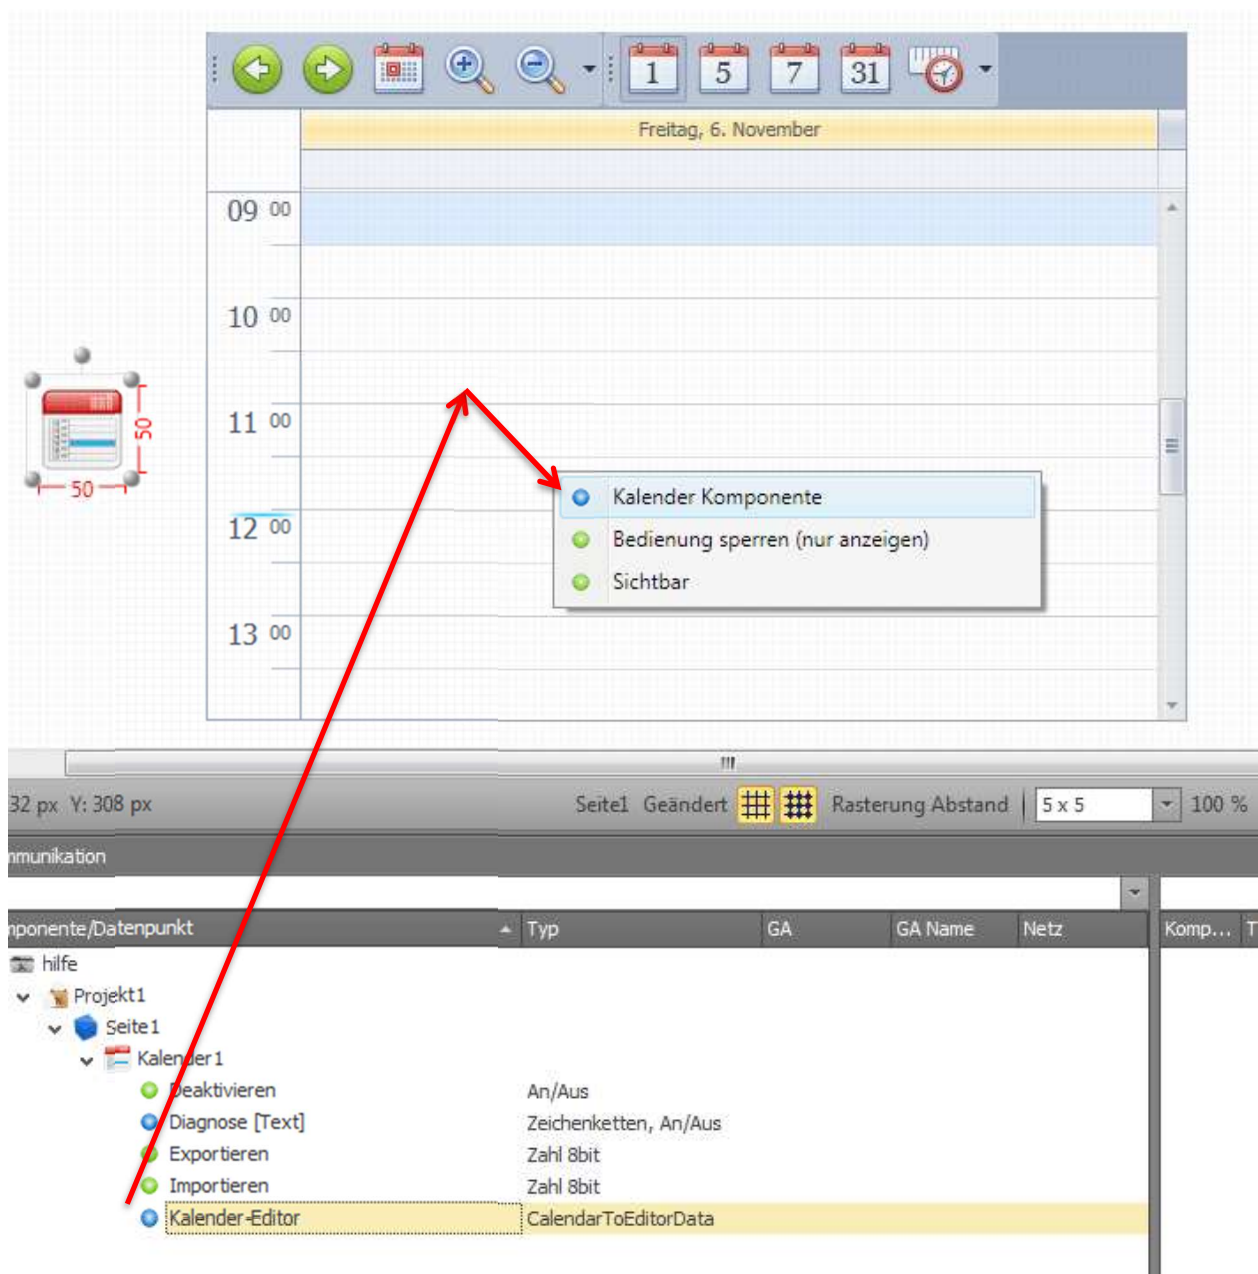 1 5 7 31
Freitag, 6. November
09 00
10 00
11 00
12 00
13 00
50
50
Kalender Komponente
Bedienung sperren (nur anzeigen)
Sichtbar
32 px Y: 308 px Seite1 Geändert Rasterung Abstand 5 x 5 100 %
mmunikation
mponente/Datenpunkt Typ GA GA Name Netz Komp... T
hilfe
Projekt1
Seite1
Kalender1
Deaktivieren An/Aus
Diagnose [Text] Zeichenketten, An/Aus
Exportieren Zahl 8bit
Importieren Zahl 8bit
Kalender-Editor CalendarToEditorData